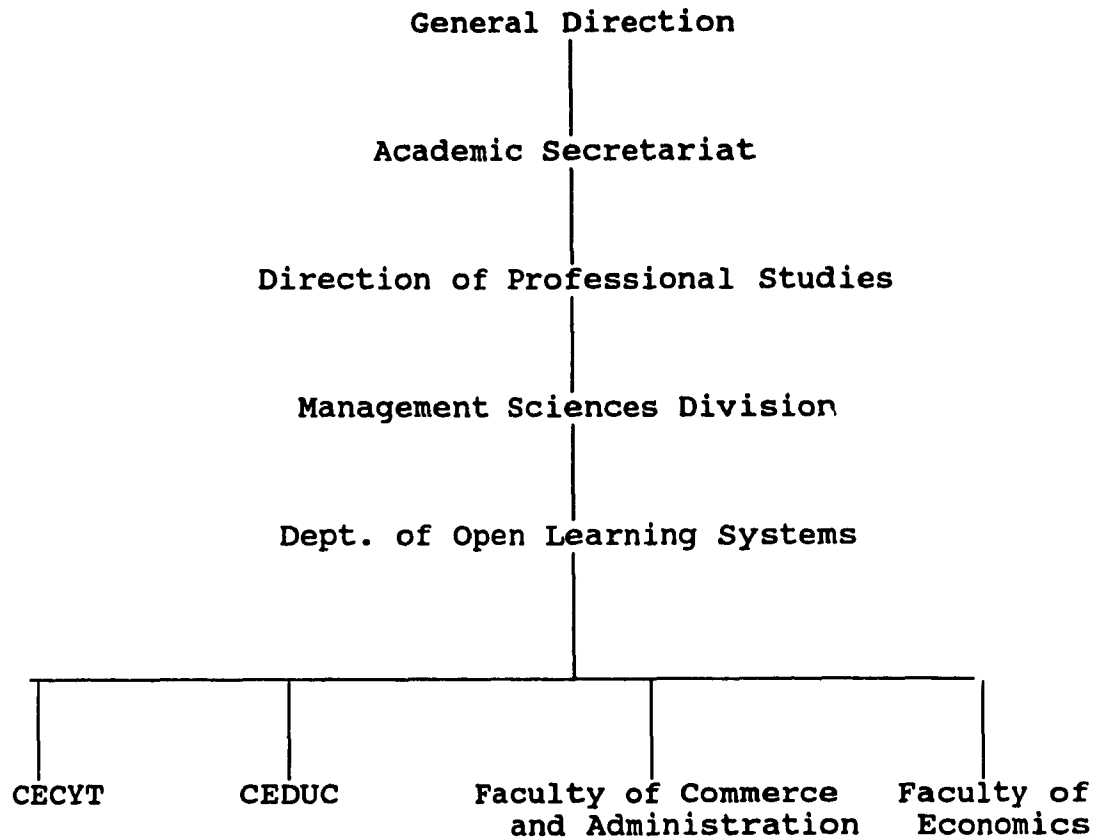 General Direction
Academic Secretariat
Direction of Professional Studies
Management Sciences Division
Dept. of Open Learning Systems
CECYT CEDUC Faculty of Commerce Faculty of
and Administration Economics